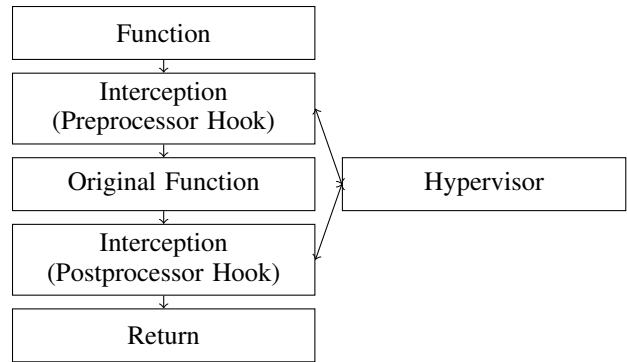 Function
Interception
(Preprocessor Hook)
Original Function
Hypervisor
Interception
(Postprocessor Hook)
Return